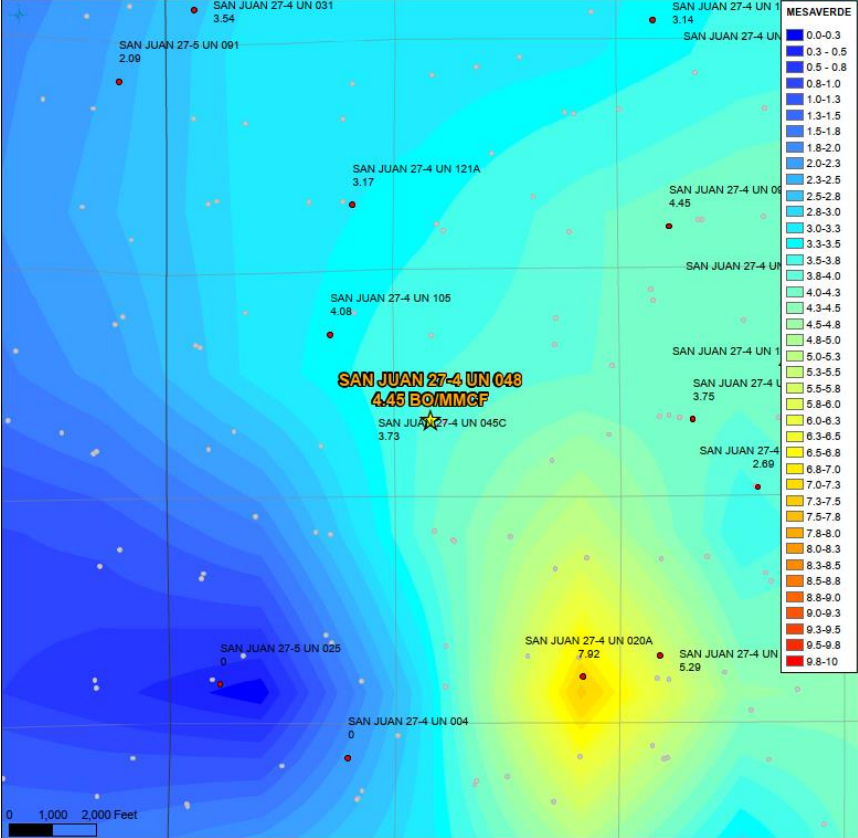 SAN JUAN 27-4 UN 031
3.54
SAN JUAN 27-4 UN 1
3.14
SAN JUAN 27-4 UN
SAN JUAN 27-5 UN 091
2.09
SAN JUAN 27-4 UN 121A
3.17
SAN JUAN 27-4 UN 09
4.45
SAN JUAN 27-4 UN
SAN JUAN 27-4 UN 105
4.08
SAN JUAN 27-4 UN 1
SAN JUAN 27-4 UN 048
4.45 BO/MMCF
SAN JUAN 27-4 U
3.75
SAN JUAN 27-4 UN 045C
3.73
SAN JUAN 27-4
2.69
SAN JUAN 27-5 UN 025
0
SAN JUAN 27-4 UN 020A
7.92
SAN JUAN 27-4 UN
5.29
SAN JUAN 27-4 UN 004
0
0 1,000 2,000 Feet
MESAVERDE
0.0-0.3
0.3 - 0.5
0.5 - 0.8
0.8-1.0
1.0-1.3
1.3-1.5
1.5-1.8
1.8-2.0
2.0-2.3
2.3-2.5
2.5-2.8
2.8-3.0
3.0-3.3
3.3-3.5
3.5-3.8
3.8-4.0
4.0-4.3
4.3-4.5
4.5-4.8
4.8-5.0
5.0-5.3
5.3-5.5
5.5-5.8
5.8-6.0
6.0-6.3
6.3-6.5
6.5-6.8
6.8-7.0
7.0-7.3
7.3-7.5
7.5-7.8
7.8-8.0
8.0-8.3
8.3-8.5
8.5-8.8
8.8-9.0
9.0-9.3
9.3-9.5
9.5-9.8
9.8-10